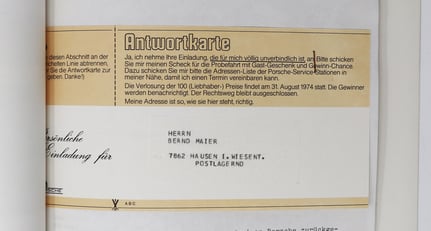 Antwortkarte
diesen Abschnitt an der
Linie abtrennen,
Sie die Antwortkarte zur
geben. Danke!)
Ja, ich nehme Ihre Einladung, die für mich völlig unverbindlich ist, an. Bitte schicken
Sie mir meinen Scheck für die Probefahrt mit Gast-Geschenk und Gewinn-Chance.
Dazu schicken Sie mir bitte die Adressen-Liste der Porsche-Service-Stationen in
meiner Nähe, damit ich einen Termin vereinbaren kann.
Die Verlosung der 100 (Liebhaber-) Preise findet am 31. August 1974 statt. Die Gewinner
werden benachrichtigt. Der Rechtsweg bleibt ausgeschlossen.
Meine Adresse ist so, wie sie hier steht, richtig.
Einladung für
HERRN
BERND MAIER
7862 HAUSEN I. WIESENT.
POSTLAGERND
ABC